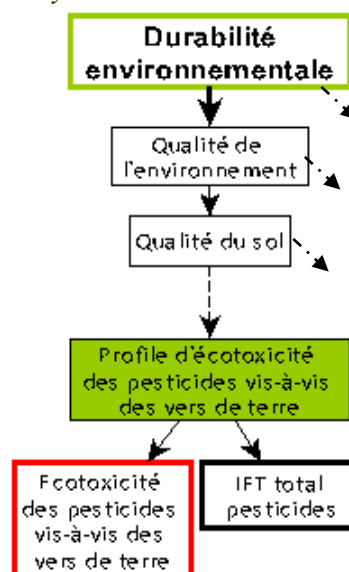 Durabilité
environnementale
Qualité de
l'environnement
Qualité du sol
Profile d'écotoxicité
des pesticides vis-à-vis
des vers de terre
Ecotoxicité
des pesticides
vis-à-vis des
vers de terre
IFT total
pesticides